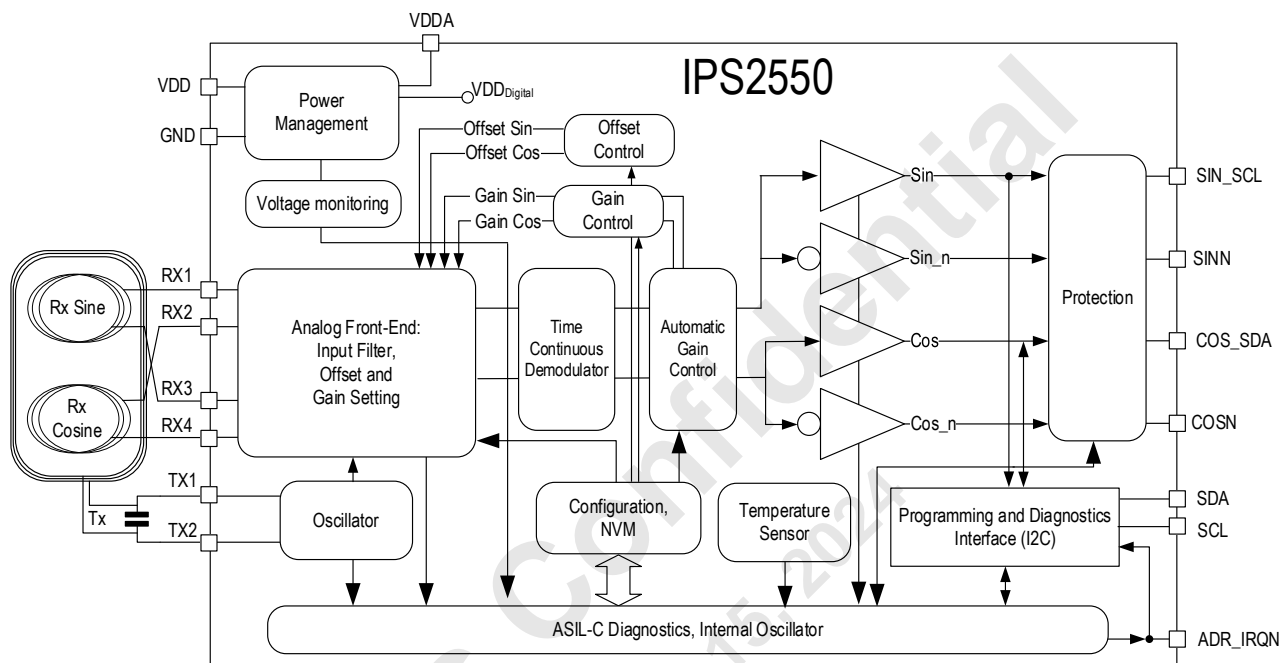 VDDA
IPS2550
VDD
GND
Power
Management
VDDDigital
Offset Sin
Offset Cos
Offset
Control
Voltage monitoring
Gain Sin
Gain Cos
Gain
Control
Sin
SIN_SCL
Sin_n
SINN
Protection
Rx Sine
RX1
RX2
Analog Front-End:
Input Filter,
Offset and
Gain Setting
Time
Continuous
Demodulator
Automatic
Gain
Control
Cos
COS_SDA
Rx
Cosine
RX3
RX4
Cos_n
COSN
TX1
Tx
TX2
Oscillator
Configuration,
NVM
Temperature
Sensor
Programming and Diagnostics
Interface (I2C)
SDA
SCL
ASIL-C Diagnostics, Internal Oscillator
ADR_IRQN
Confidential
15, 2024